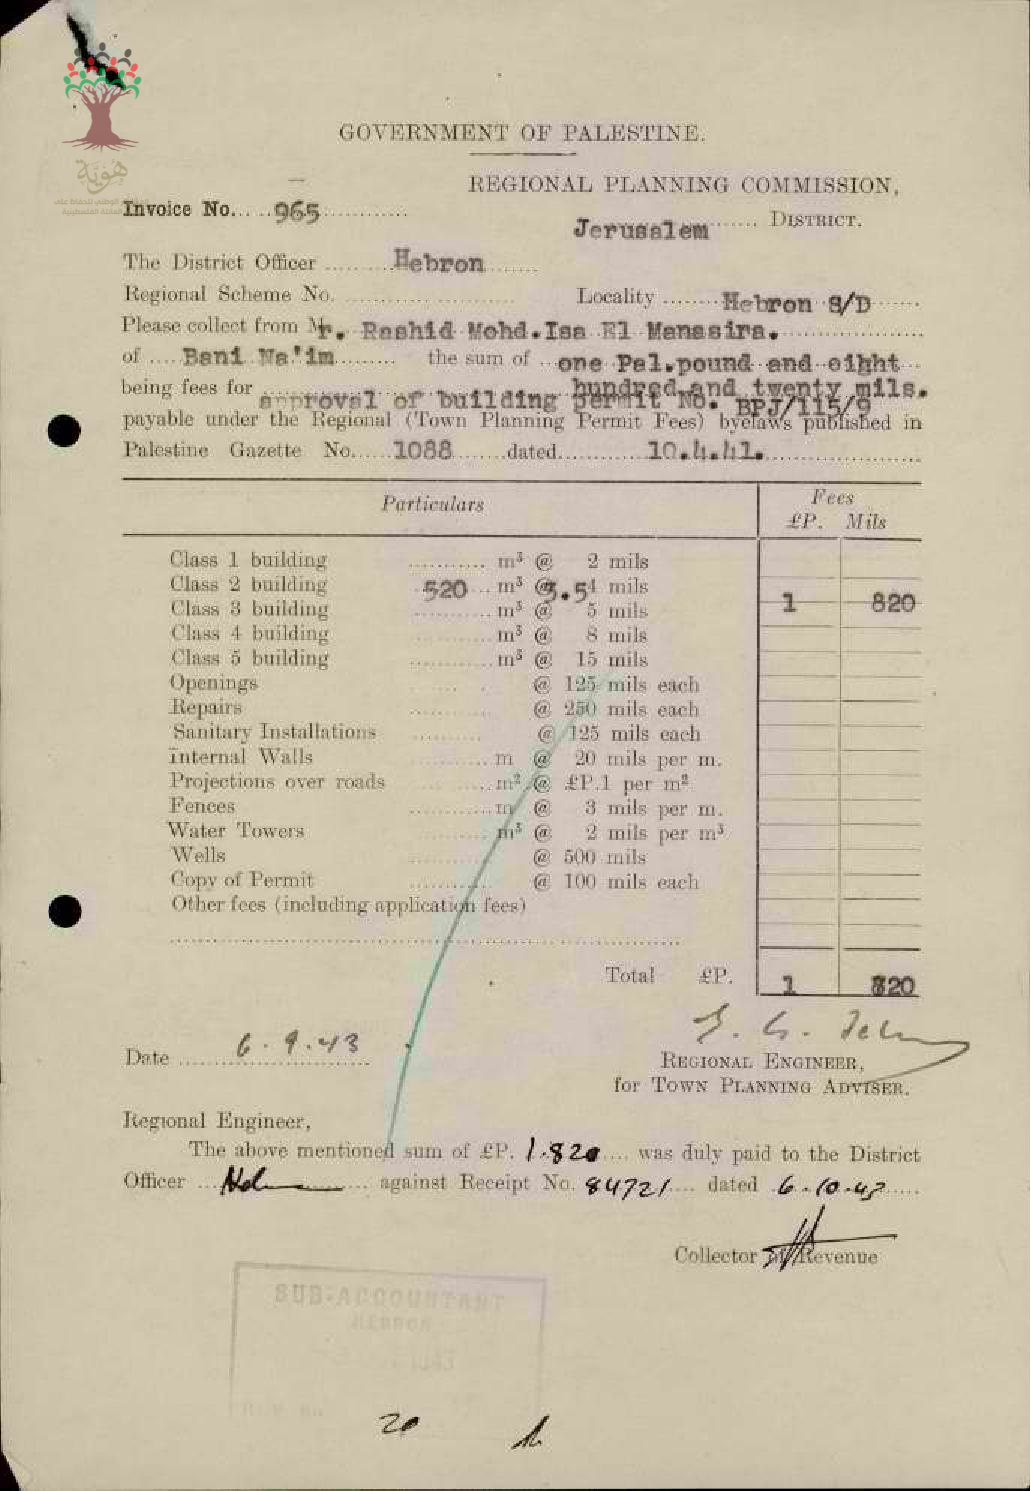 هوية
GOVERNMENT OF PALESTINE.
REGIONAL PLANNING COMMISSION,
Invoice No. 965
Jerusalem DISTRICT.
The District Officer Hebron
Regional Scheme No. Locality Hebron S/D
Please collect from Mr. Rashid Mohd.Isa El Manasira.
of Bani Na'im the sum of one Pal.pound and eight
hundred and twenty mils.
being fees for approval of building permit No. BPJ/115/9
payable under the Regional (Town Planning Permit Fees) byelaws published in
Palestine Gazette No. 1088 dated 10.4.41.
Particulars Fees
£P. Mils
Class 1 building m³ @ 2 mils
Class 2 building 520 m³ @ 3.5 4 mils 1 820
Class 3 building m³ @ 5 mils
Class 4 building m³ @ 8 mils
Class 5 building m³ @ 15 mils
Openings @ 125 mils each
Repairs @ 250 mils each
Sanitary Installations @ 125 mils each
Internal Walls m @ 20 mils per m.
Projections over roads m² @ £P.1 per m²
Fences m @ 3 mils per m.
Water Towers m³ @ 2 mils per m³
Wells @ 500 mils
Copy of Permit @ 100 mils each
Other fees (including application fees)
Total £P. 1 820
Date 6.9.43
REGIONAL ENGINEER,
for TOWN PLANNING ADVISER.
Regional Engineer,
The above mentioned sum of £P. 1.820 was duly paid to the District
Officer against Receipt No. 84721 dated 6.10.43
Collector of Revenue
SUB-ACCOUNTANT
HEBRON
1943
20